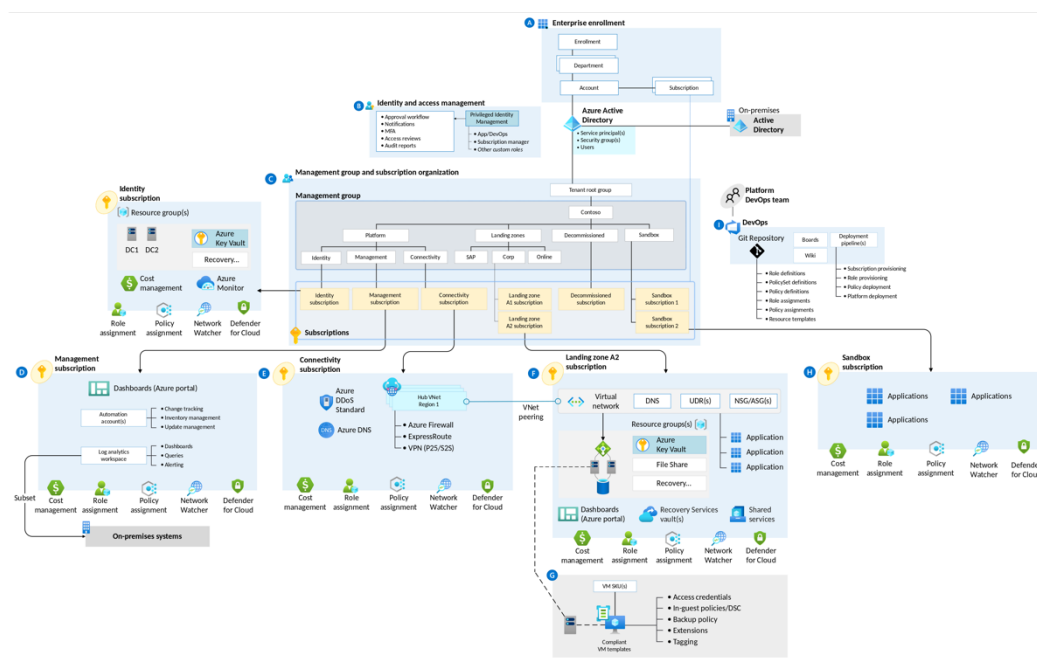 A
Enterprise enrollment
Enrollment
Department
Account
Subscription
B
Identity and access management
• Approval workflow
• Notifications
• MFA
• Access reviews
• Audit reports
Privileged Identity
Management
• App/DevOps
• Subscription manager
• Other custom roles
Azure Active
Directory
• Service principal(s)
• Security group(s)
• Users
On-premises
Active
Directory
C
Management group and subscription organization
Management group
Tenant root group
Contoso
Platform
Landing zones
Decommissioned
Sandbox
Identity
Management
Connectivity
SAP
Corp
Online
Identity
subscription
Management
subscription
Connectivity
subscription
Landing zone
A1 subscription
Landing zone
A2 subscription
Decommissioned
subscription
Sandbox
subscription 1
Sandbox
subscription 2
Subscriptions
Identity
subscription
Resource group(s)
DC1
DC2
Azure
Key Vault
Recovery...
Cost
management
Azure
Monitor
Role
assignment
Policy
assignment
Network
Watcher
Defender
for Cloud
Platform
DevOps team
I
DevOps
Git Repository
Boards
Wiki
Deployment
pipeline(s)
• Role definitions
• PolicySet definitions
• Policy definitions
• Role assignments
• Policy assignments
• Resource templates
• Subscription provisioning
• Role provisioning
• Policy deployment
• Platform deployment
D
Management
subscription
Dashboards (Azure portal)
Automation
account(s)
• Change tracking
• Inventory management
• Update management
Log analytics
workspace
• Dashboards
• Queries
• Alerting
Subset
Cost
management
Role
assignment
Policy
assignment
Network
Watcher
Defender
for Cloud
On-premises systems
E
Connectivity
subscription
Azure
DDoS
Standard
DNS
Azure DNS
Hub VNet
Region 1
• Azure Firewall
• ExpressRoute
• VPN (P2S/S2S)
VNet
peering
Cost
management
Role
assignment
Policy
assignment
Network
Watcher
Defender
for Cloud
F
Landing zone A2
subscription
Virtual
network
DNS
UDR(s)
NSG/ASG(s)
Resource groups(s)
Azure
Key Vault
File Share
Recovery...
Application
Application
Application
Dashboards
(Azure portal)
Recovery Services
vault(s)
Shared
services
Cost
management
Role
assignment
Policy
assignment
Network
Watcher
Defender
for Cloud
G
VM SKU(s)
Compliant
VM templates
• Access credentials
• In-guest policies/DSC
• Backup policy
• Extensions
• Tagging
H
Sandbox
subscription
Applications
Applications
Applications
Cost
management
Role
assignment
Policy
assignment
Network
Watcher
Defende
for Clou